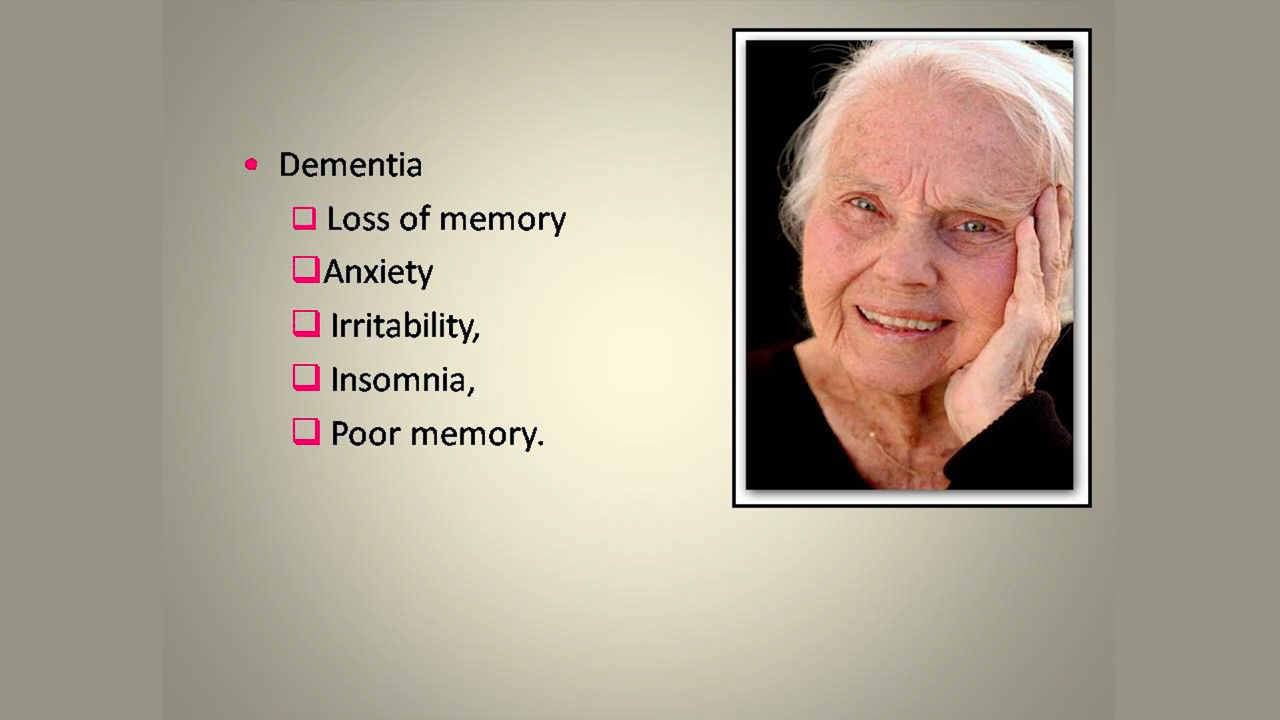 • Dementia
❑ Loss of memory
❑Anxiety
❑ Irritability,
❑ Insomnia,
❑ Poor memory.